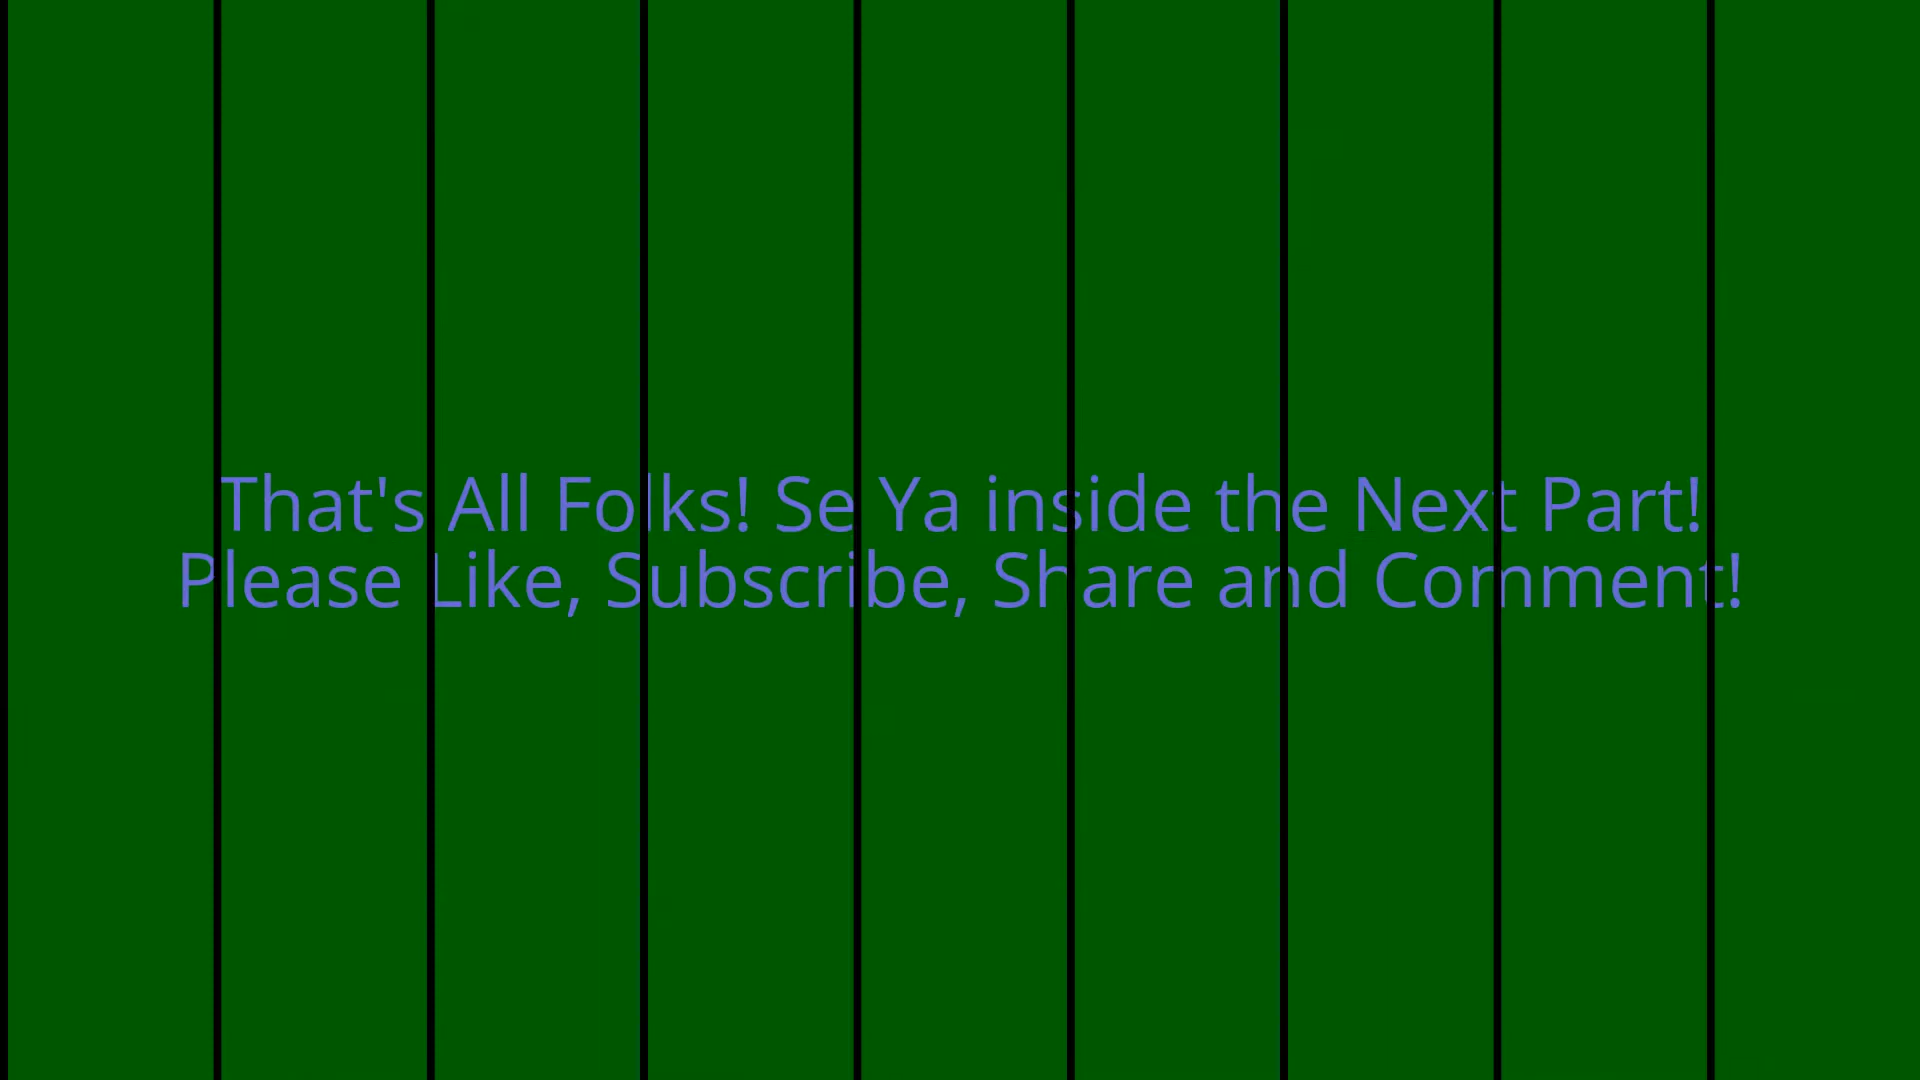 That's All Folks! Se Ya inside the Next Part!
Please Like, Subscribe, Share and Comment!